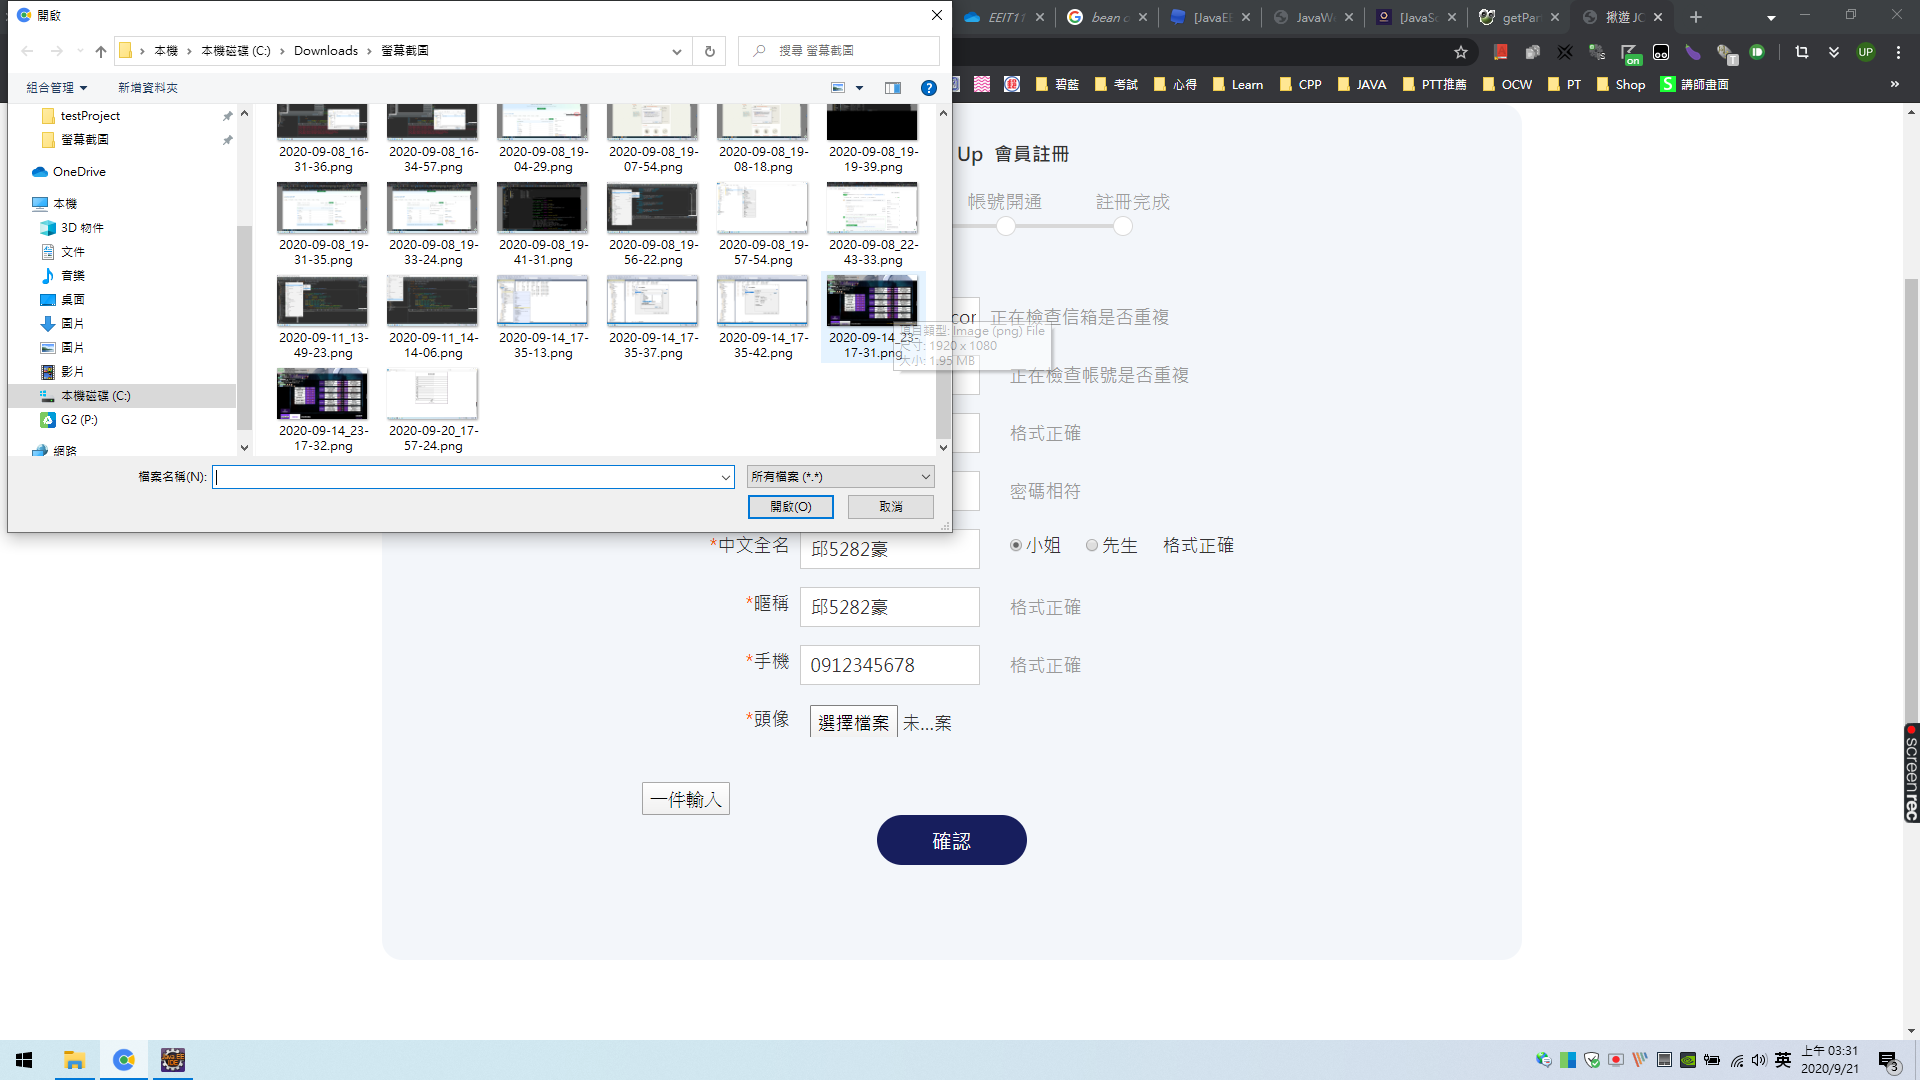 開啟
本機 › 本機磁碟 (C:) › Downloads › 螢幕截圖
搜尋 螢幕截圖
組合管理
新增資料夾
testProject
螢幕截圖
OneDrive
本機
3D 物件
文件
音樂
桌面
圖片
圖片
影片
本機磁碟 (C:)
G2 (P:)
網路
2020-09-08_16-31-36.png
2020-09-08_16-34-57.png
2020-09-08_19-04-29.png
2020-09-08_19-07-54.png
2020-09-08_19-08-18.png
2020-09-08_19-19-39.png
2020-09-08_19-31-35.png
2020-09-08_19-33-24.png
2020-09-08_19-41-31.png
2020-09-08_19-56-22.png
2020-09-08_19-57-54.png
2020-09-08_22-43-33.png
2020-09-11_13-49-23.png
2020-09-11_14-14-06.png
2020-09-14_17-35-13.png
2020-09-14_17-35-37.png
2020-09-14_17-35-42.png
2020-09-14_23-17-31.png
2020-09-14_23-17-32.png
2020-09-20_17-57-24.png
項目類型: Image (png) File
尺寸: 1920 x 1080
大小: 1.95 MB
檔案名稱(N):
所有檔案 (*.*)
開啟(O)
取消
EEIT11
bean c
[JavaEE
JavaWe
[JavaSc
getPar
揪遊 JC
on
T
UP
碧藍
考試
心得
Learn
CPP
JAVA
PTT推薦
OCW
PT
Shop
S 講師畫面
Up 會員註冊
帳號開通
註冊完成
cor 正在檢查信箱是否重複
正在檢查帳號是否重複
格式正確
密碼相符
*中文全名 邱5282豪 小姐 先生 格式正確
*暱稱 邱5282豪 格式正確
*手機 0912345678 格式正確
*頭像 選擇檔案 未...案
一件輸入
確認
screenrec
英
上午 03:31
2020/9/21
3